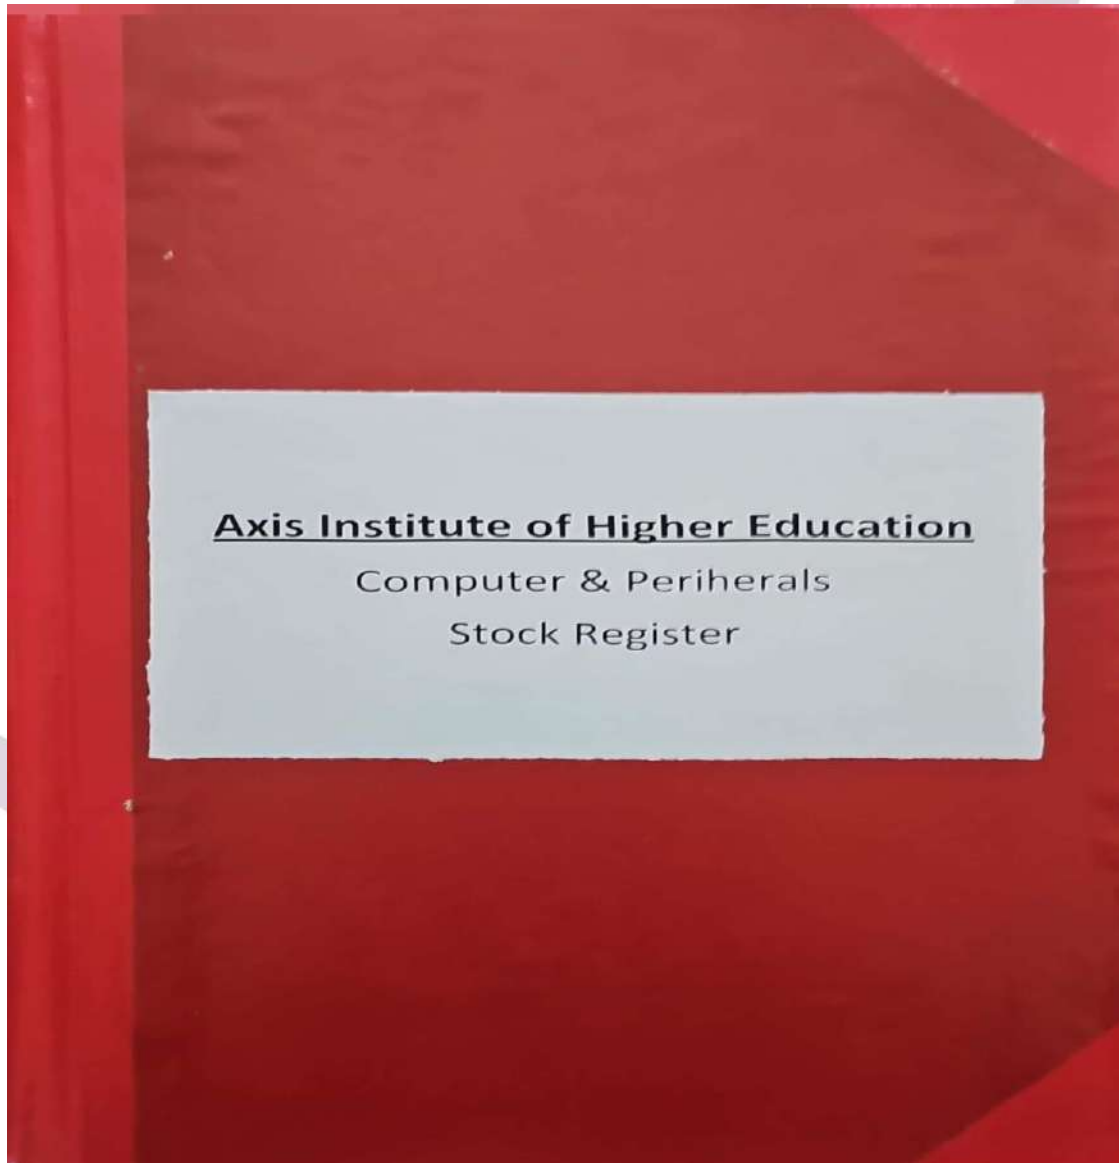 Axis Institute of Higher Education
Computer & Periherals
Stock Register